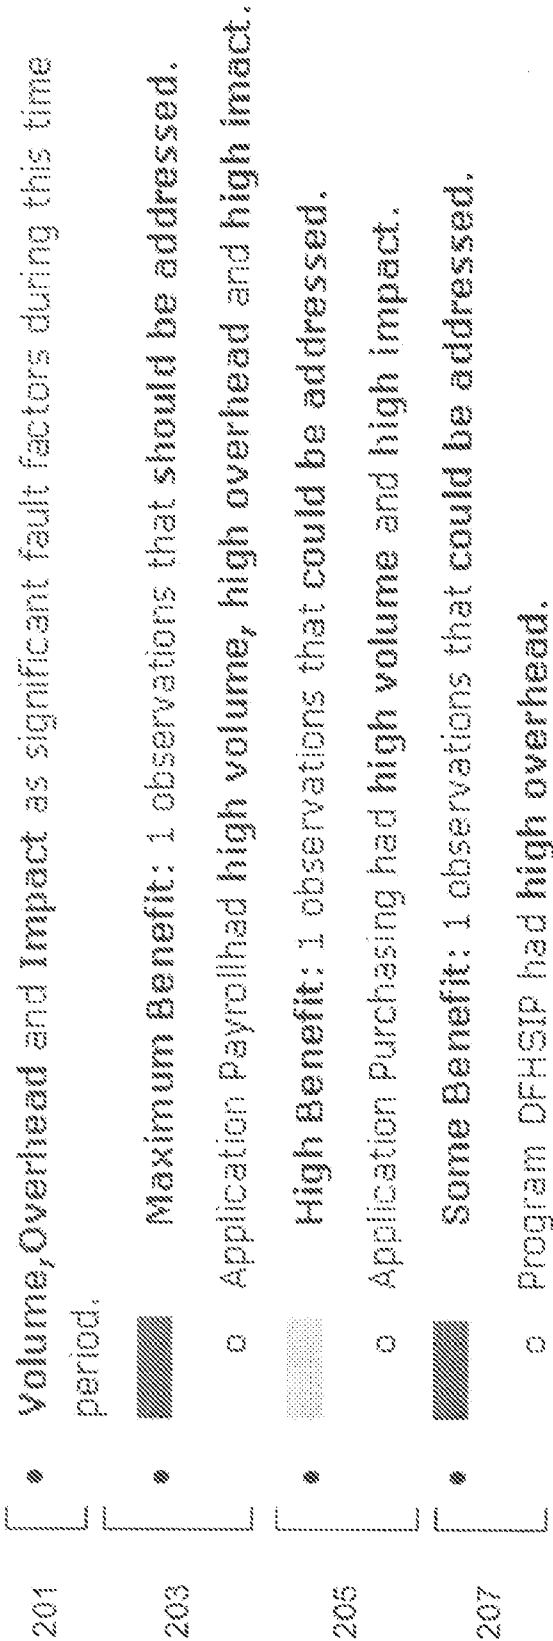 201 • Volume,Overhead and Impact as significant fault factors during this time
period.
203 • Maximum Benefit: 1 observations that should be addressed.
o Application Payrollhad high volume, high overhead and high imact.
205 • High Benefit: 1 observations that could be addressed.
o Application Purchasing had high volume and high impact.
207 • Some Benefit: 1 observations that could be addressed.
o Program DFHSIP had high overhead.